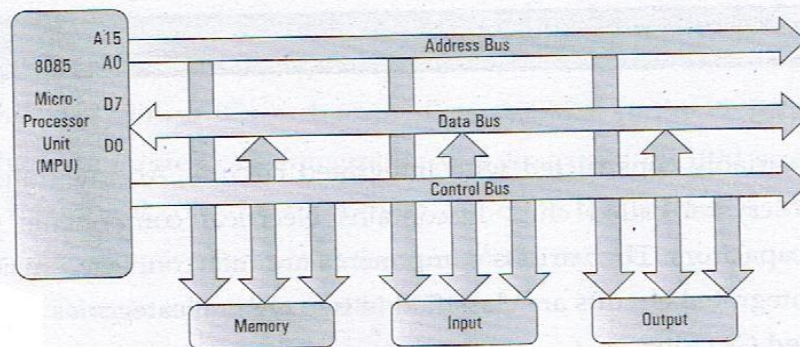 A15
Address Bus
8085
A0
Micro-
Processor
Unit
(MPU)
D7
Data Bus
D0
Control Bus
Memory
Input
Output